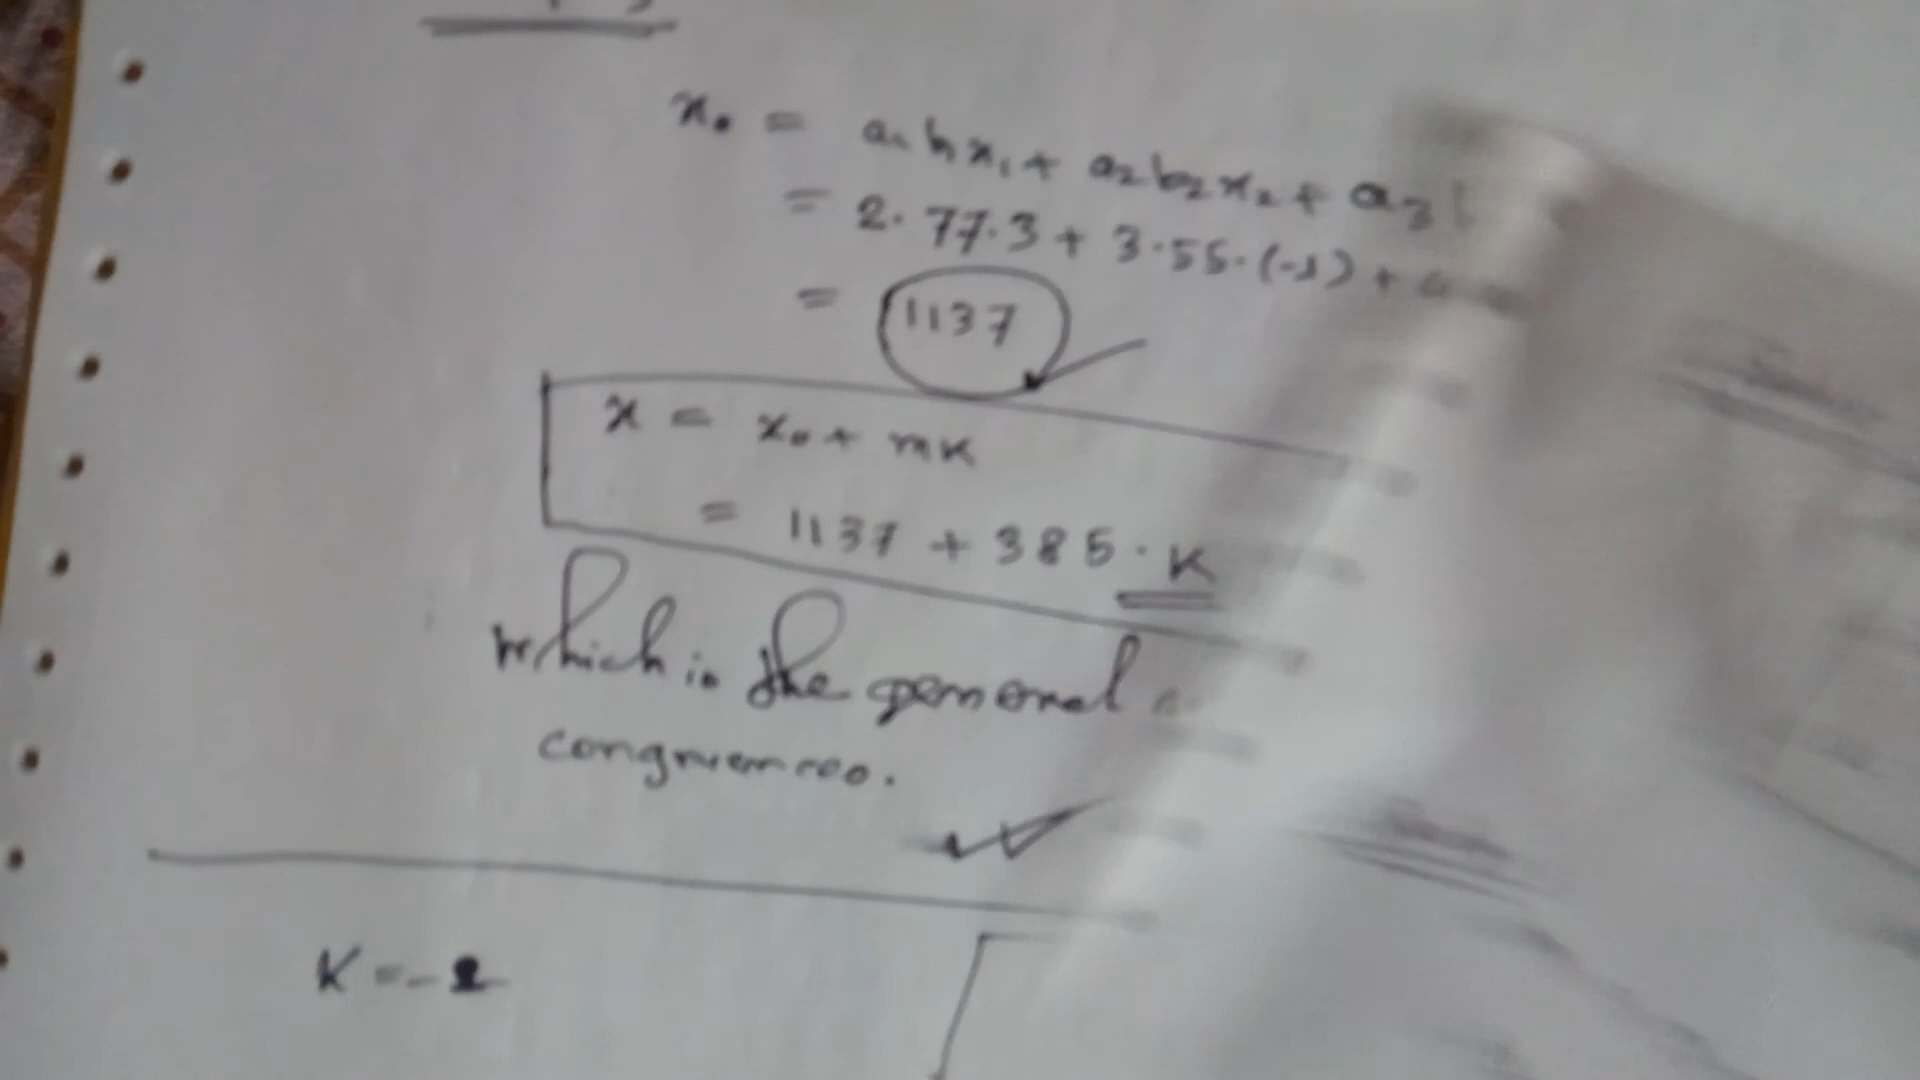 x₀ = a₁b₁x₁ + a₂b₂x₂ + a₃
= 2·77·3 + 3·55·(-1) +
= 1137
x = x₀ + mk
= 1137 + 385·K
which is the general
congruences.
K = -2